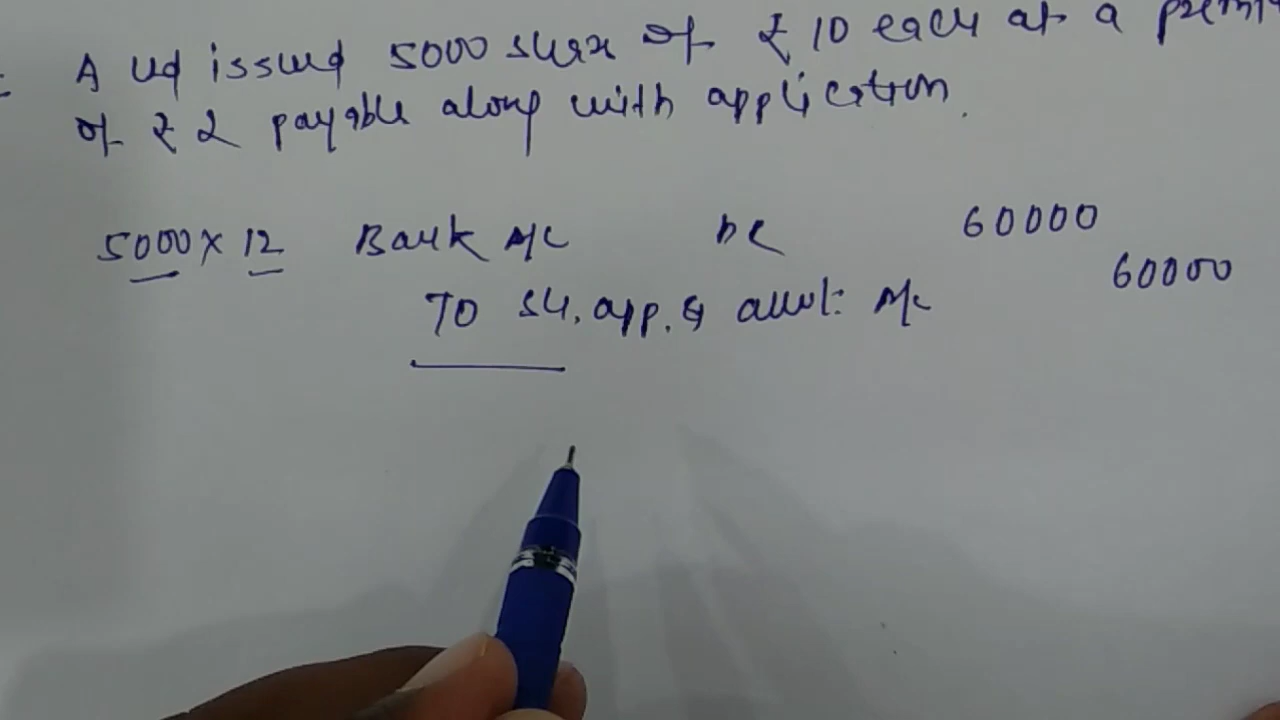 A Ltd issued 5000 shares of ₹ 10 each at a premi
of ₹ 2 payable along with application.
5000 × 12 Bank A/c Dr 60000
TO Sh. app. & allot: A/c 60000